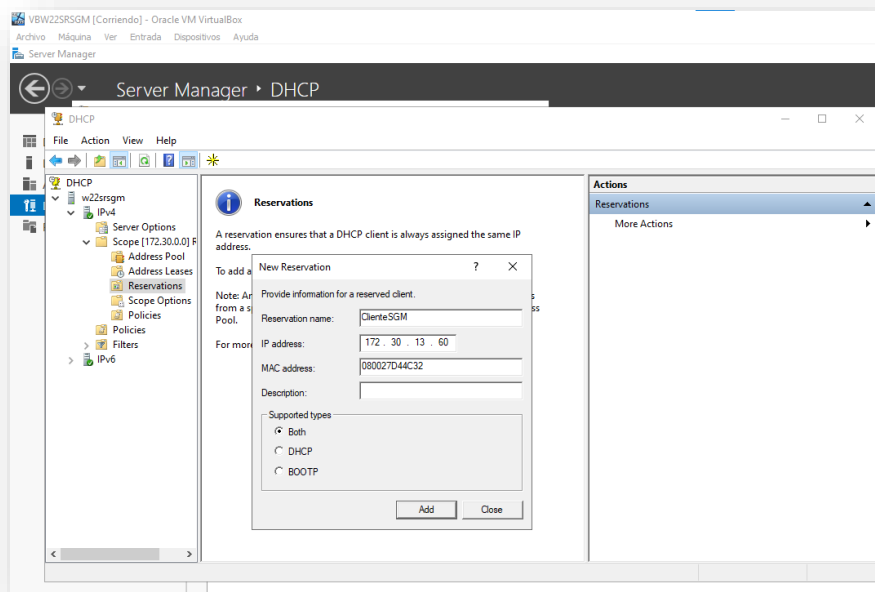 VBW22SRSGM [Corriendo] - Oracle VM VirtualBox
Archivo Máquina Ver Entrada Dispositivos Ayuda
Server Manager
Server Manager DHCP
DHCP
File Action View Help
DHCP
w22srsgm
IPv4
Server Options
Scope [172.30.0.0] R
Address Pool
Address Leases
Reservations
Scope Options
Policies
Policies
Filters
IPv6
Reservations
A reservation ensures that a DHCP client is always assigned the same IP
address.
To add a
Note: Ar
from a s
ss
Pool.
For more
New Reservation ?
Provide information for a reserved client.
Reservation name: ClienteSGM
IP address: 172 . 30 . 13 . 60
MAC address: 080027D44C32
Description:
Supported types
Both
DHCP
BOOTP
Add Close
Actions
Reservations
More Actions